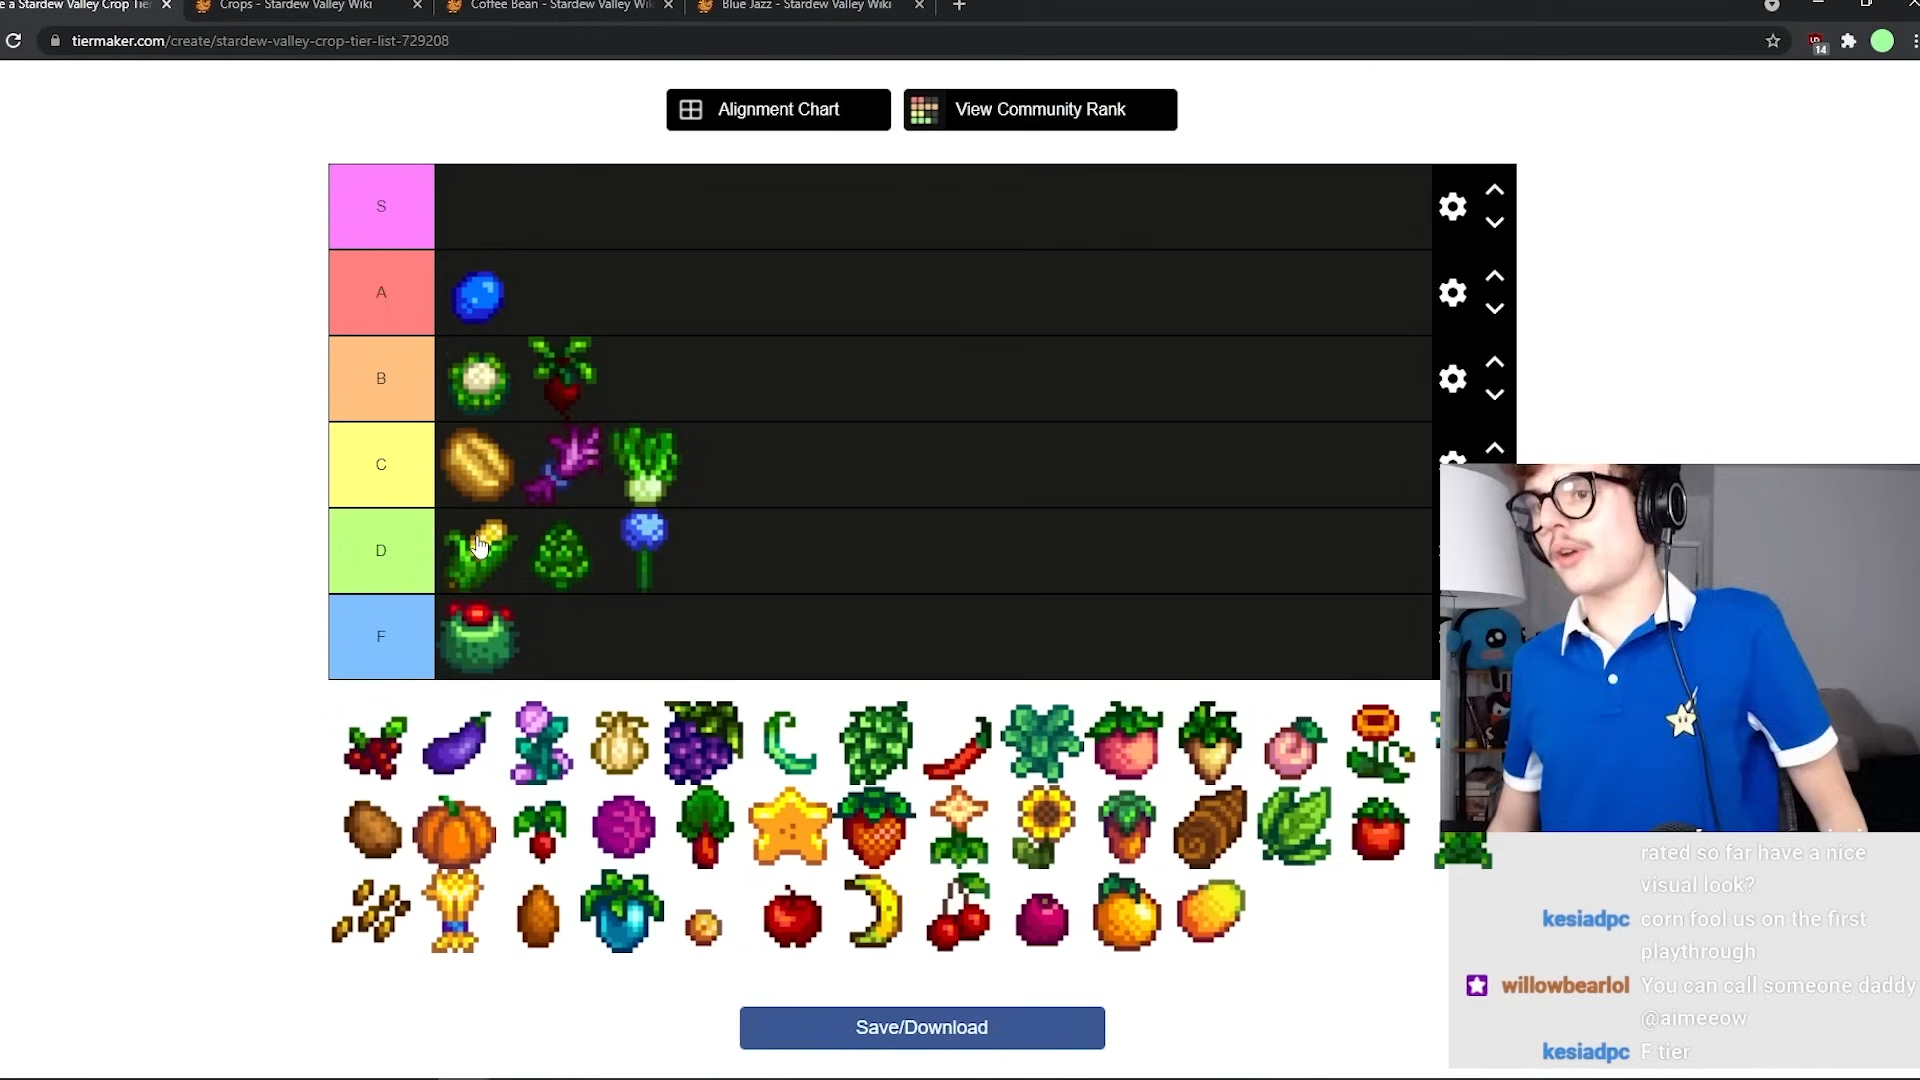 e a Stardew Valley Crop Tier
Crops - Stardew Valley Wiki
Coffee Bean - Stardew Valley Wiki
Blue Jazz - Stardew Valley Wiki
tiermaker.com/create/stardew-valley-crop-tier-list-729208
14
Alignment Chart
View Community Rank
S
A
B
C
D
F
rated so far have a nice
visual look?
kesiadpc corn fool us on the first
playthrough
willowbearlol You can call someone daddy
@aimeeow
kesiadpc F tier
Save/Download